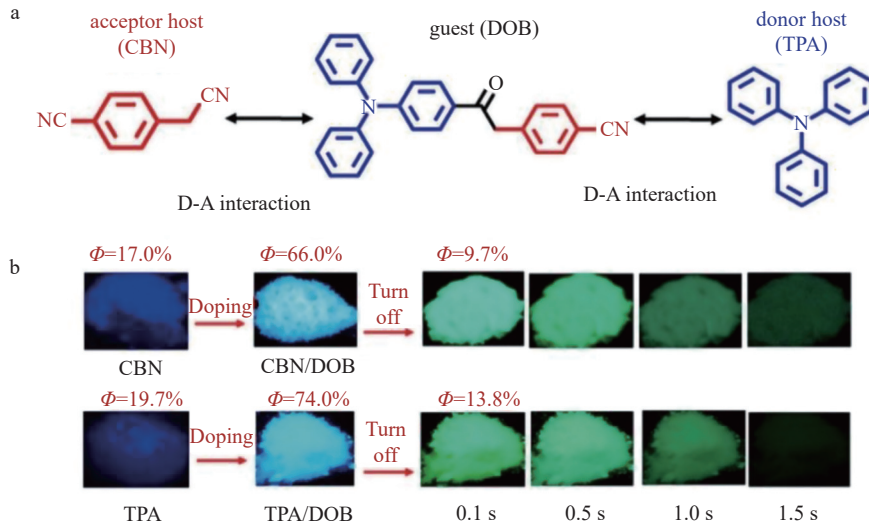 a
acceptor host
(CBN)
guest (DOB)
donor host
(TPA)
NC
CN
N
O
CN
N
D-A interaction
D-A interaction
b
Φ=17.0%
Φ=66.0%
Φ=9.7%
Doping
Turn
off
CBN
CBN/DOB
Φ=19.7%
Φ=74.0%
Φ=13.8%
Doping
Turn
off
TPA
TPA/DOB
0.1 s
0.5 s
1.0 s
1.5 s